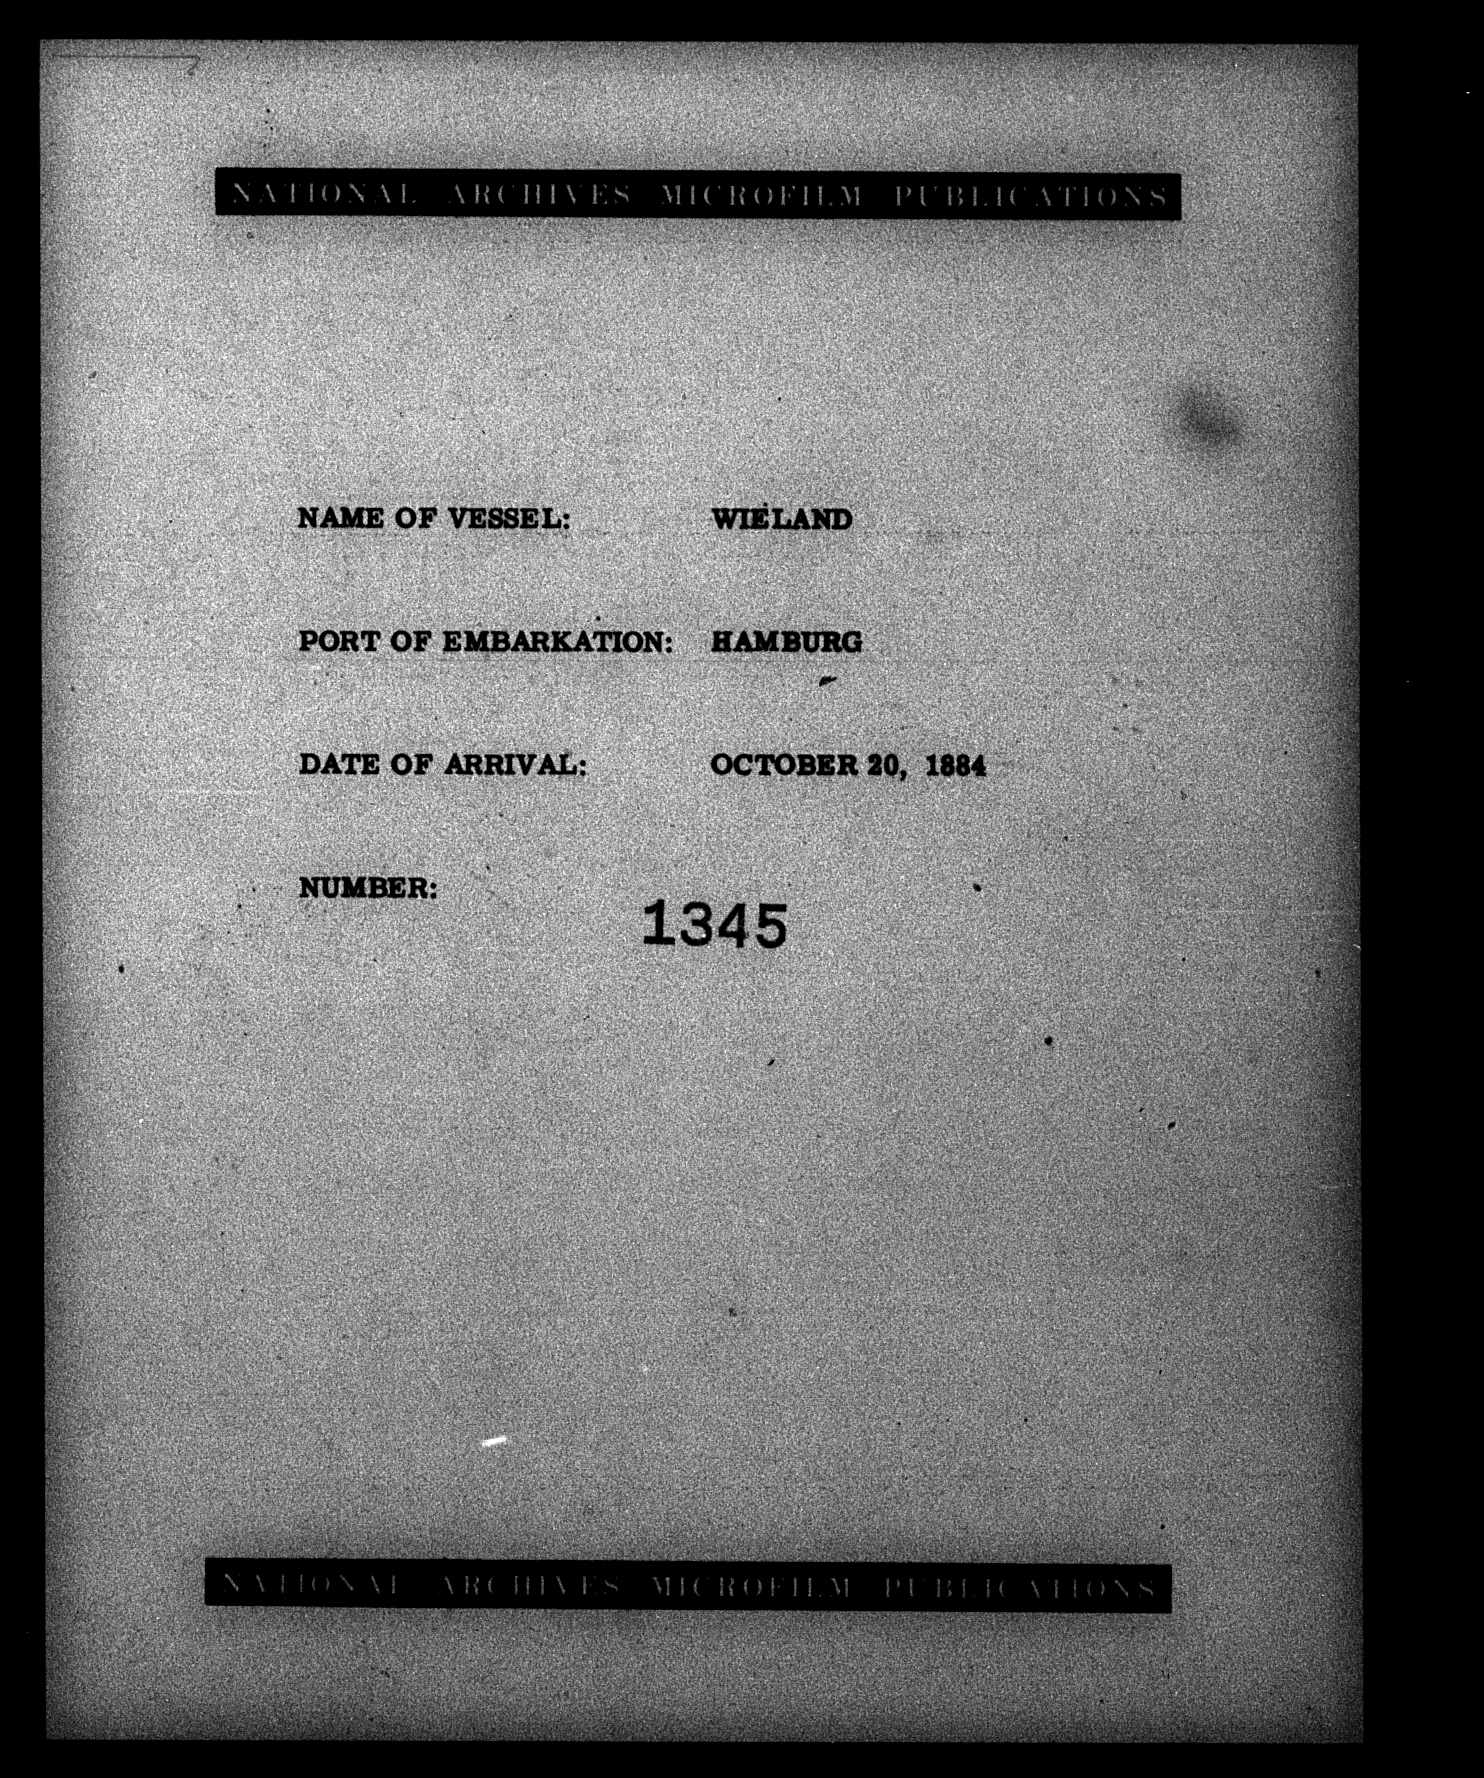 NATIONAL ARCHIVES MICROFILM PUBLICATIONS
NAME OF VESSEL: WIELAND
PORT OF EMBARKATION: HAMBURG
DATE OF ARRIVAL: OCTOBER 20, 1884
NUMBER:
1345
NATIONAL ARCHIVES MICROFILM PUBLICATIONS